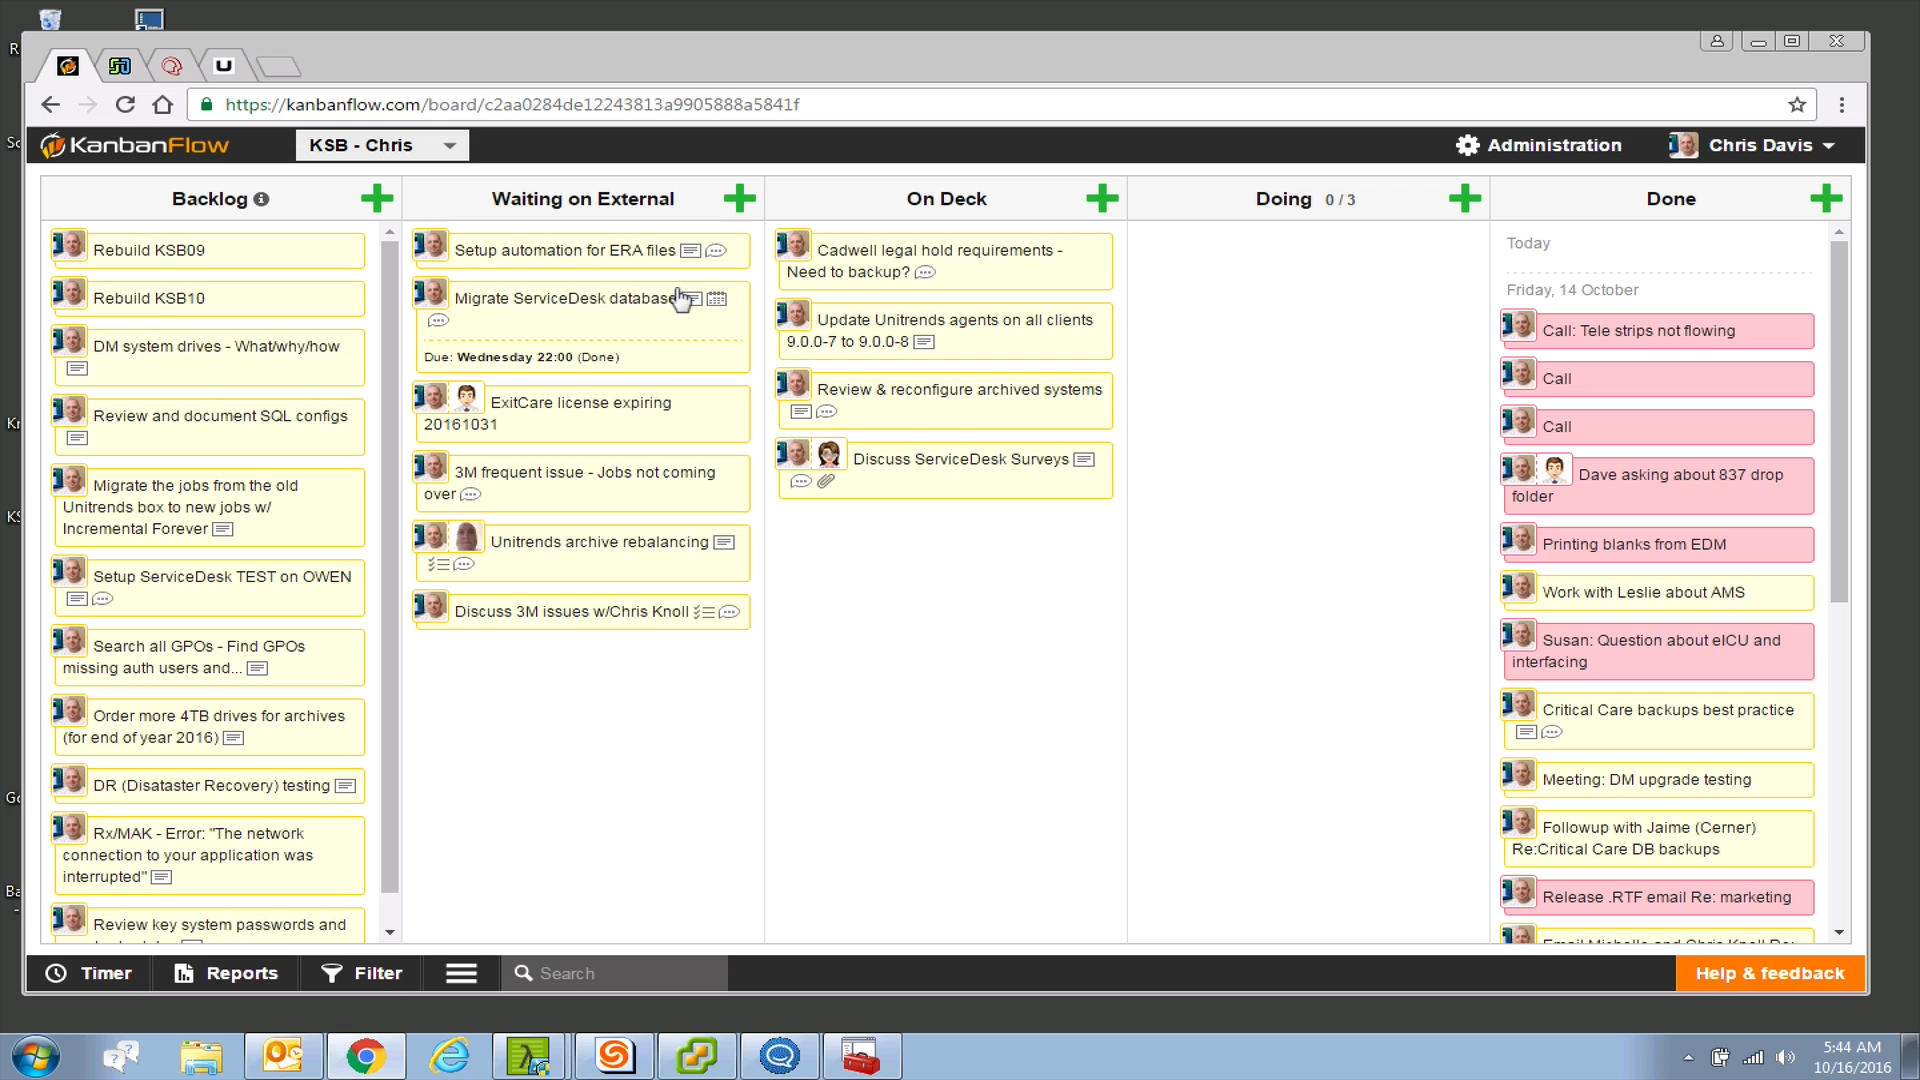 https://kanbanflow.com/board/c2aa0284de12243813a9905888a5841f
KanbanFlow
KSB - Chris
Administration
Chris Davis
Backlog
Waiting on External
On Deck
Doing 0 / 3
Done
Rebuild KSB09
Rebuild KSB10
DM system drives - What/why/how
Review and document SQL configs
Migrate the jobs from the old
Unitrends box to new jobs w/
Incremental Forever
Setup ServiceDesk TEST on OWEN
Search all GPOs - Find GPOs
missing auth users and...
Order more 4TB drives for archives
(for end of year 2016)
DR (Disataster Recovery) testing
Rx/MAK - Error: "The network
connection to your application was
interrupted"
Review key system passwords and
Setup automation for ERA files
Migrate ServiceDesk database
Due: Wednesday 22:00 (Done)
ExitCare license expiring
20161031
3M frequent issue - Jobs not coming
over
Unitrends archive rebalancing
Discuss 3M issues w/Chris Knoll
Cadwell legal hold requirements -
Need to backup?
Update Unitrends agents on all clients
9.0.0-7 to 9.0.0-8
Review & reconfigure archived systems
Discuss ServiceDesk Surveys
Today
Friday, 14 October
Call: Tele strips not flowing
Call
Call
Dave asking about 837 drop
folder
Printing blanks from EDM
Work with Leslie about AMS
Susan: Question about eICU and
interfacing
Critical Care backups best practice
Meeting: DM upgrade testing
Followup with Jaime (Cerner)
Re:Critical Care DB backups
Release .RTF email Re: marketing
Email Michelle and Chris Knoll Re:
Timer
Reports
Filter
Search
Help & feedback
5:44 AM
10/16/2016